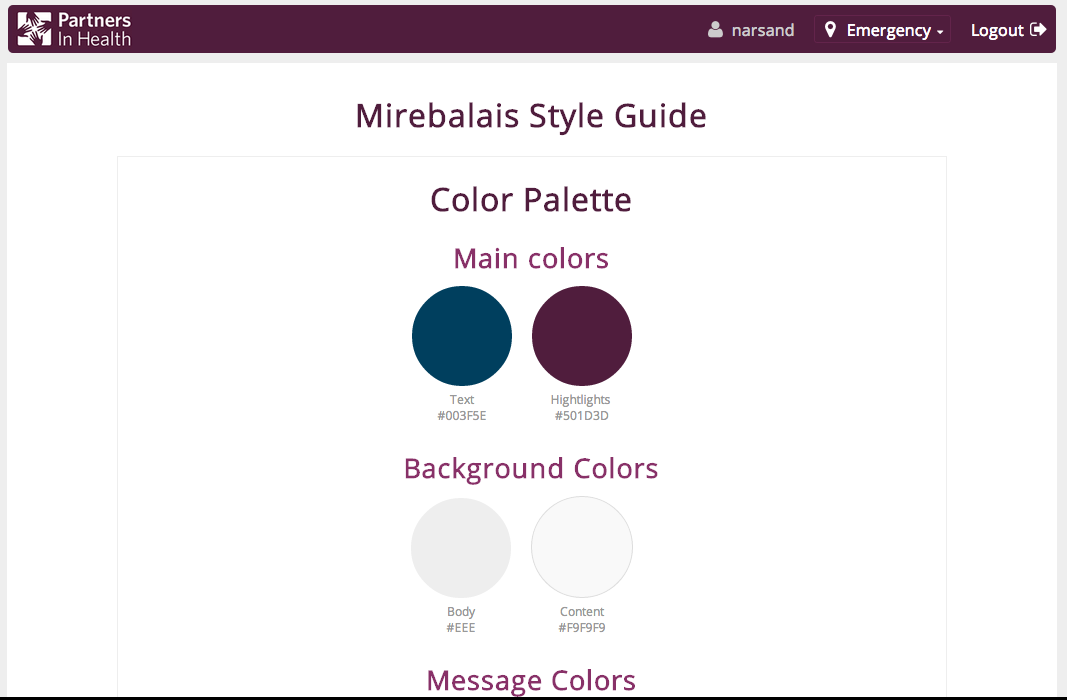 Partners
In Health
narsand
Emergency
Logout
Mirebalais Style Guide
Color Palette
Main colors
Text
#003F5E
Hightlights
#501D3D
Background Colors
Body
#EEE
Content
#F9F9F9
Message Colors